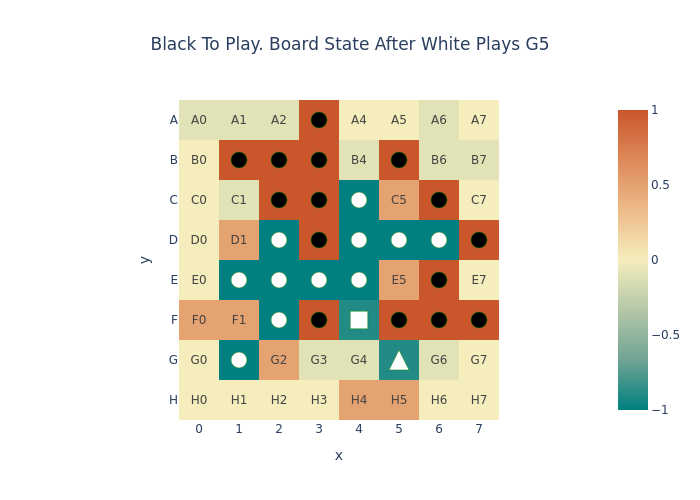 Black To Play. Board State After White Plays G5
A A0 A1 A2 A4 A5 A6 A7
B B0 B4 B6 B7
C C0 C1 C5 C7
D D0 D1
E E0 E5 E7
F F0 F1
G G0 G2 G3 G4 G6 G7
H H0 H1 H2 H3 H4 H5 H6 H7
0 1 2 3 4 5 6 7
x
y
1
0.5
0
−0.5
−1